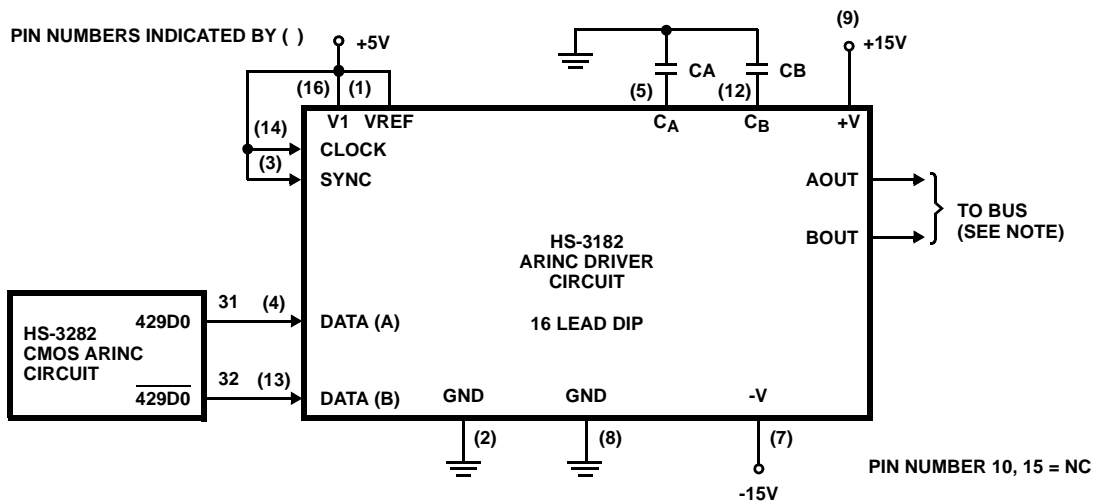 PIN NUMBERS INDICATED BY ( )
+5V
(9)
+15V
CA
CB
(16) (1)
(5)
(12)
V1 VREF
CA
CB
+V
(14)
CLOCK
(3)
SYNC
AOUT
BOUT
TO BUS
(SEE NOTE)
HS-3182
ARINC DRIVER
CIRCUIT
16 LEAD DIP
HS-3282
CMOS ARINC
CIRCUIT
429D0
31 (4)
DATA (A)
429D0
32 (13)
DATA (B)
GND
GND
-V
(2)
(8)
(7)
-15V
PIN NUMBER 10, 15 = NC